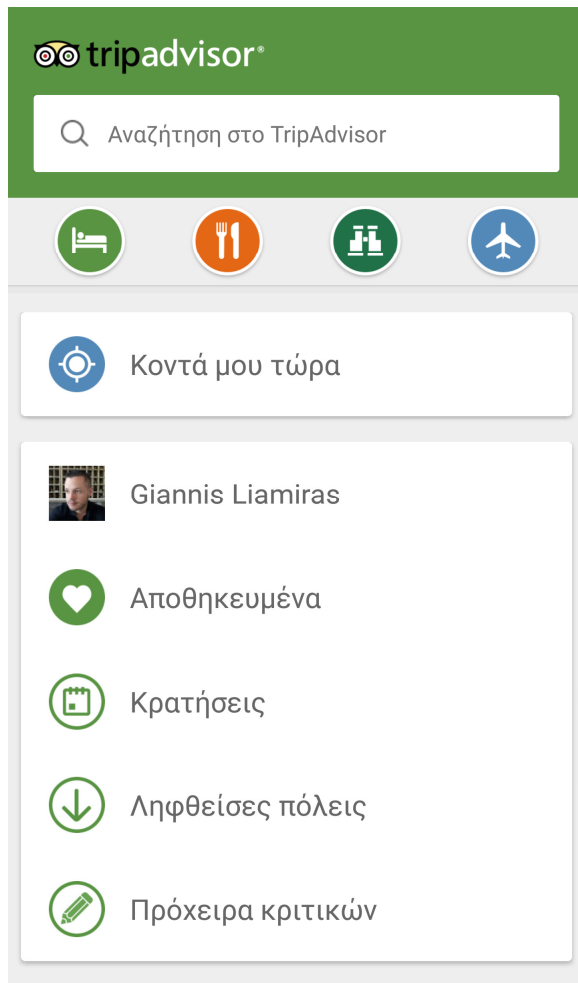 tripadvisor®
Αναζήτηση στο TripAdvisor
Κοντά μου τώρα
Giannis Liamiras
Αποθηκευμένα
Κρατήσεις
Ληφθείσες πόλεις
Πρόχειρα κριτικών